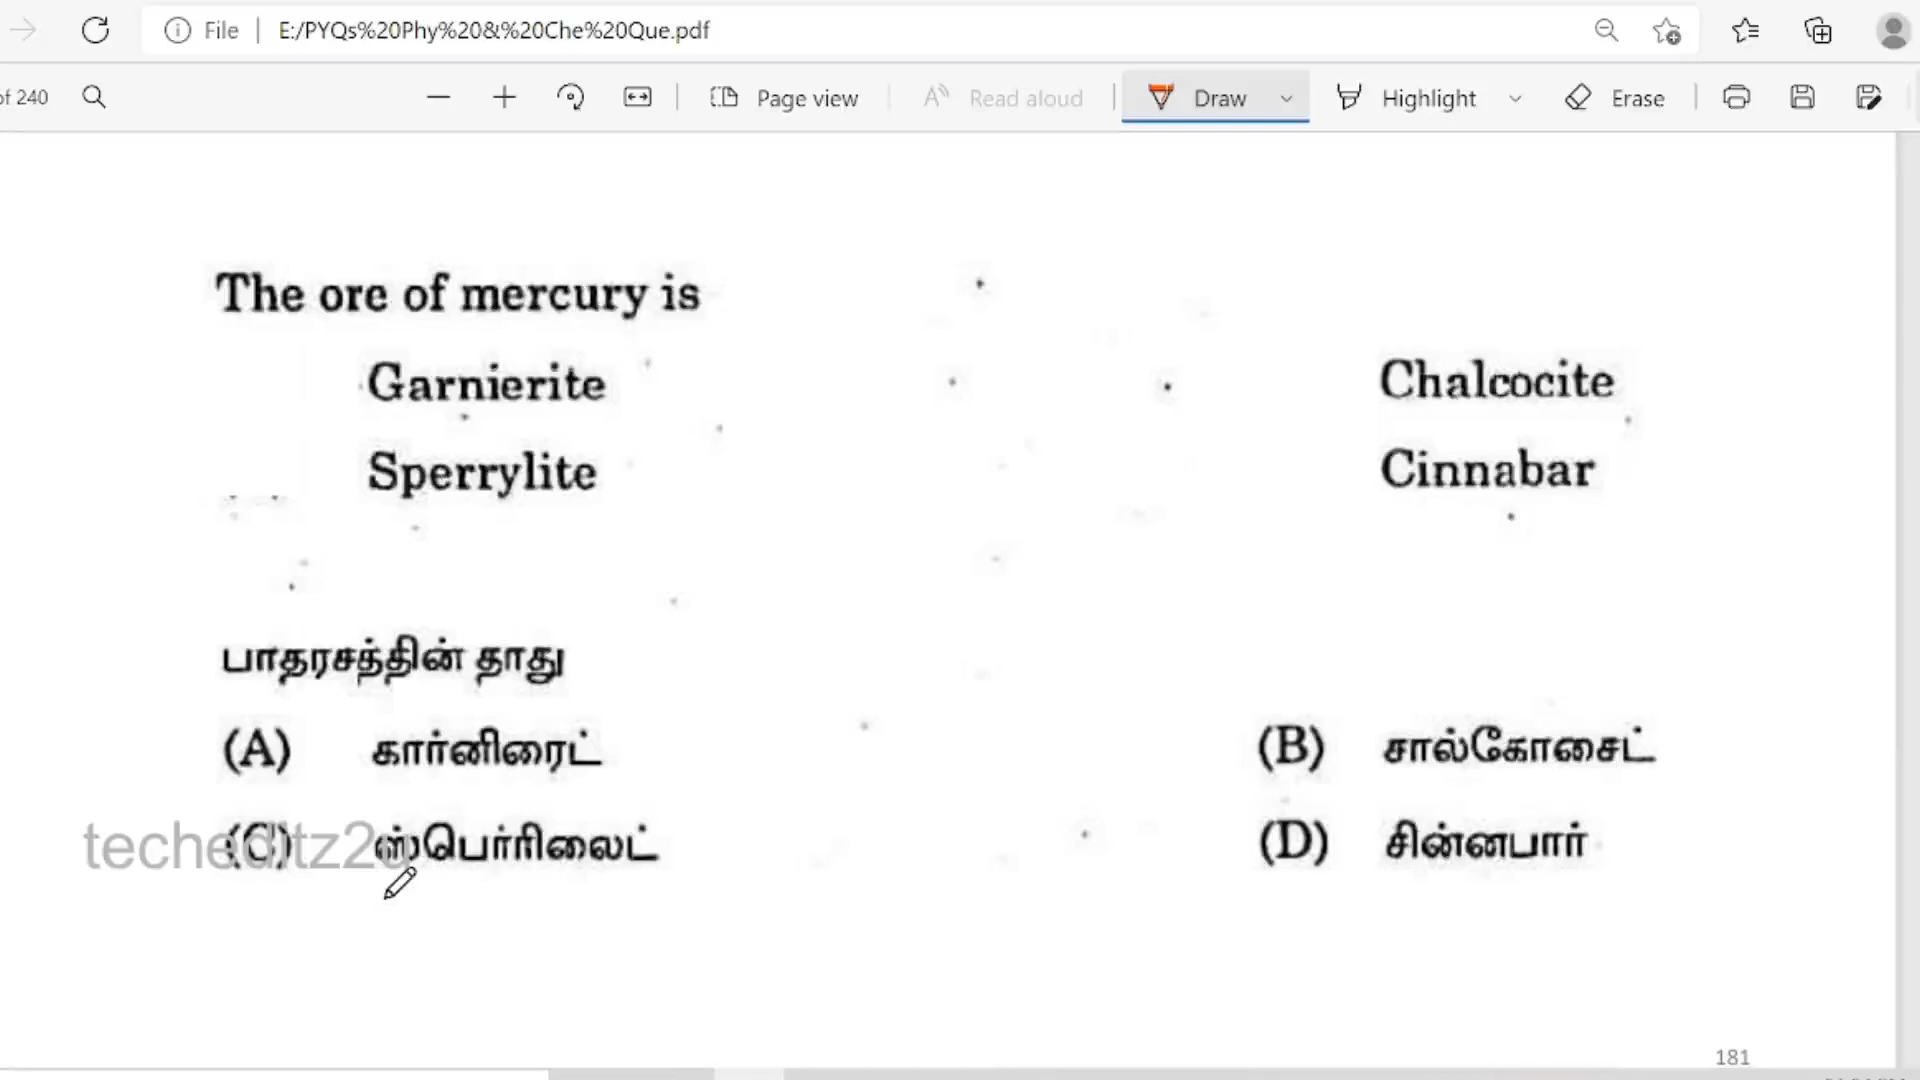 File E:/PYQs%20Phy%20&%20Che%20Que.pdf
of 240 Page view Read aloud Draw Highlight Erase
The ore of mercury is
Garnierite Chalcocite
Sperrylite Cinnabar
பாதரசத்தின் தாது
(A) கார்னிரைட் (B) சால்கோசைட்
(C) ஸ்பெர்ரிலைட் (D) சின்னபார்
techeditz2g
181